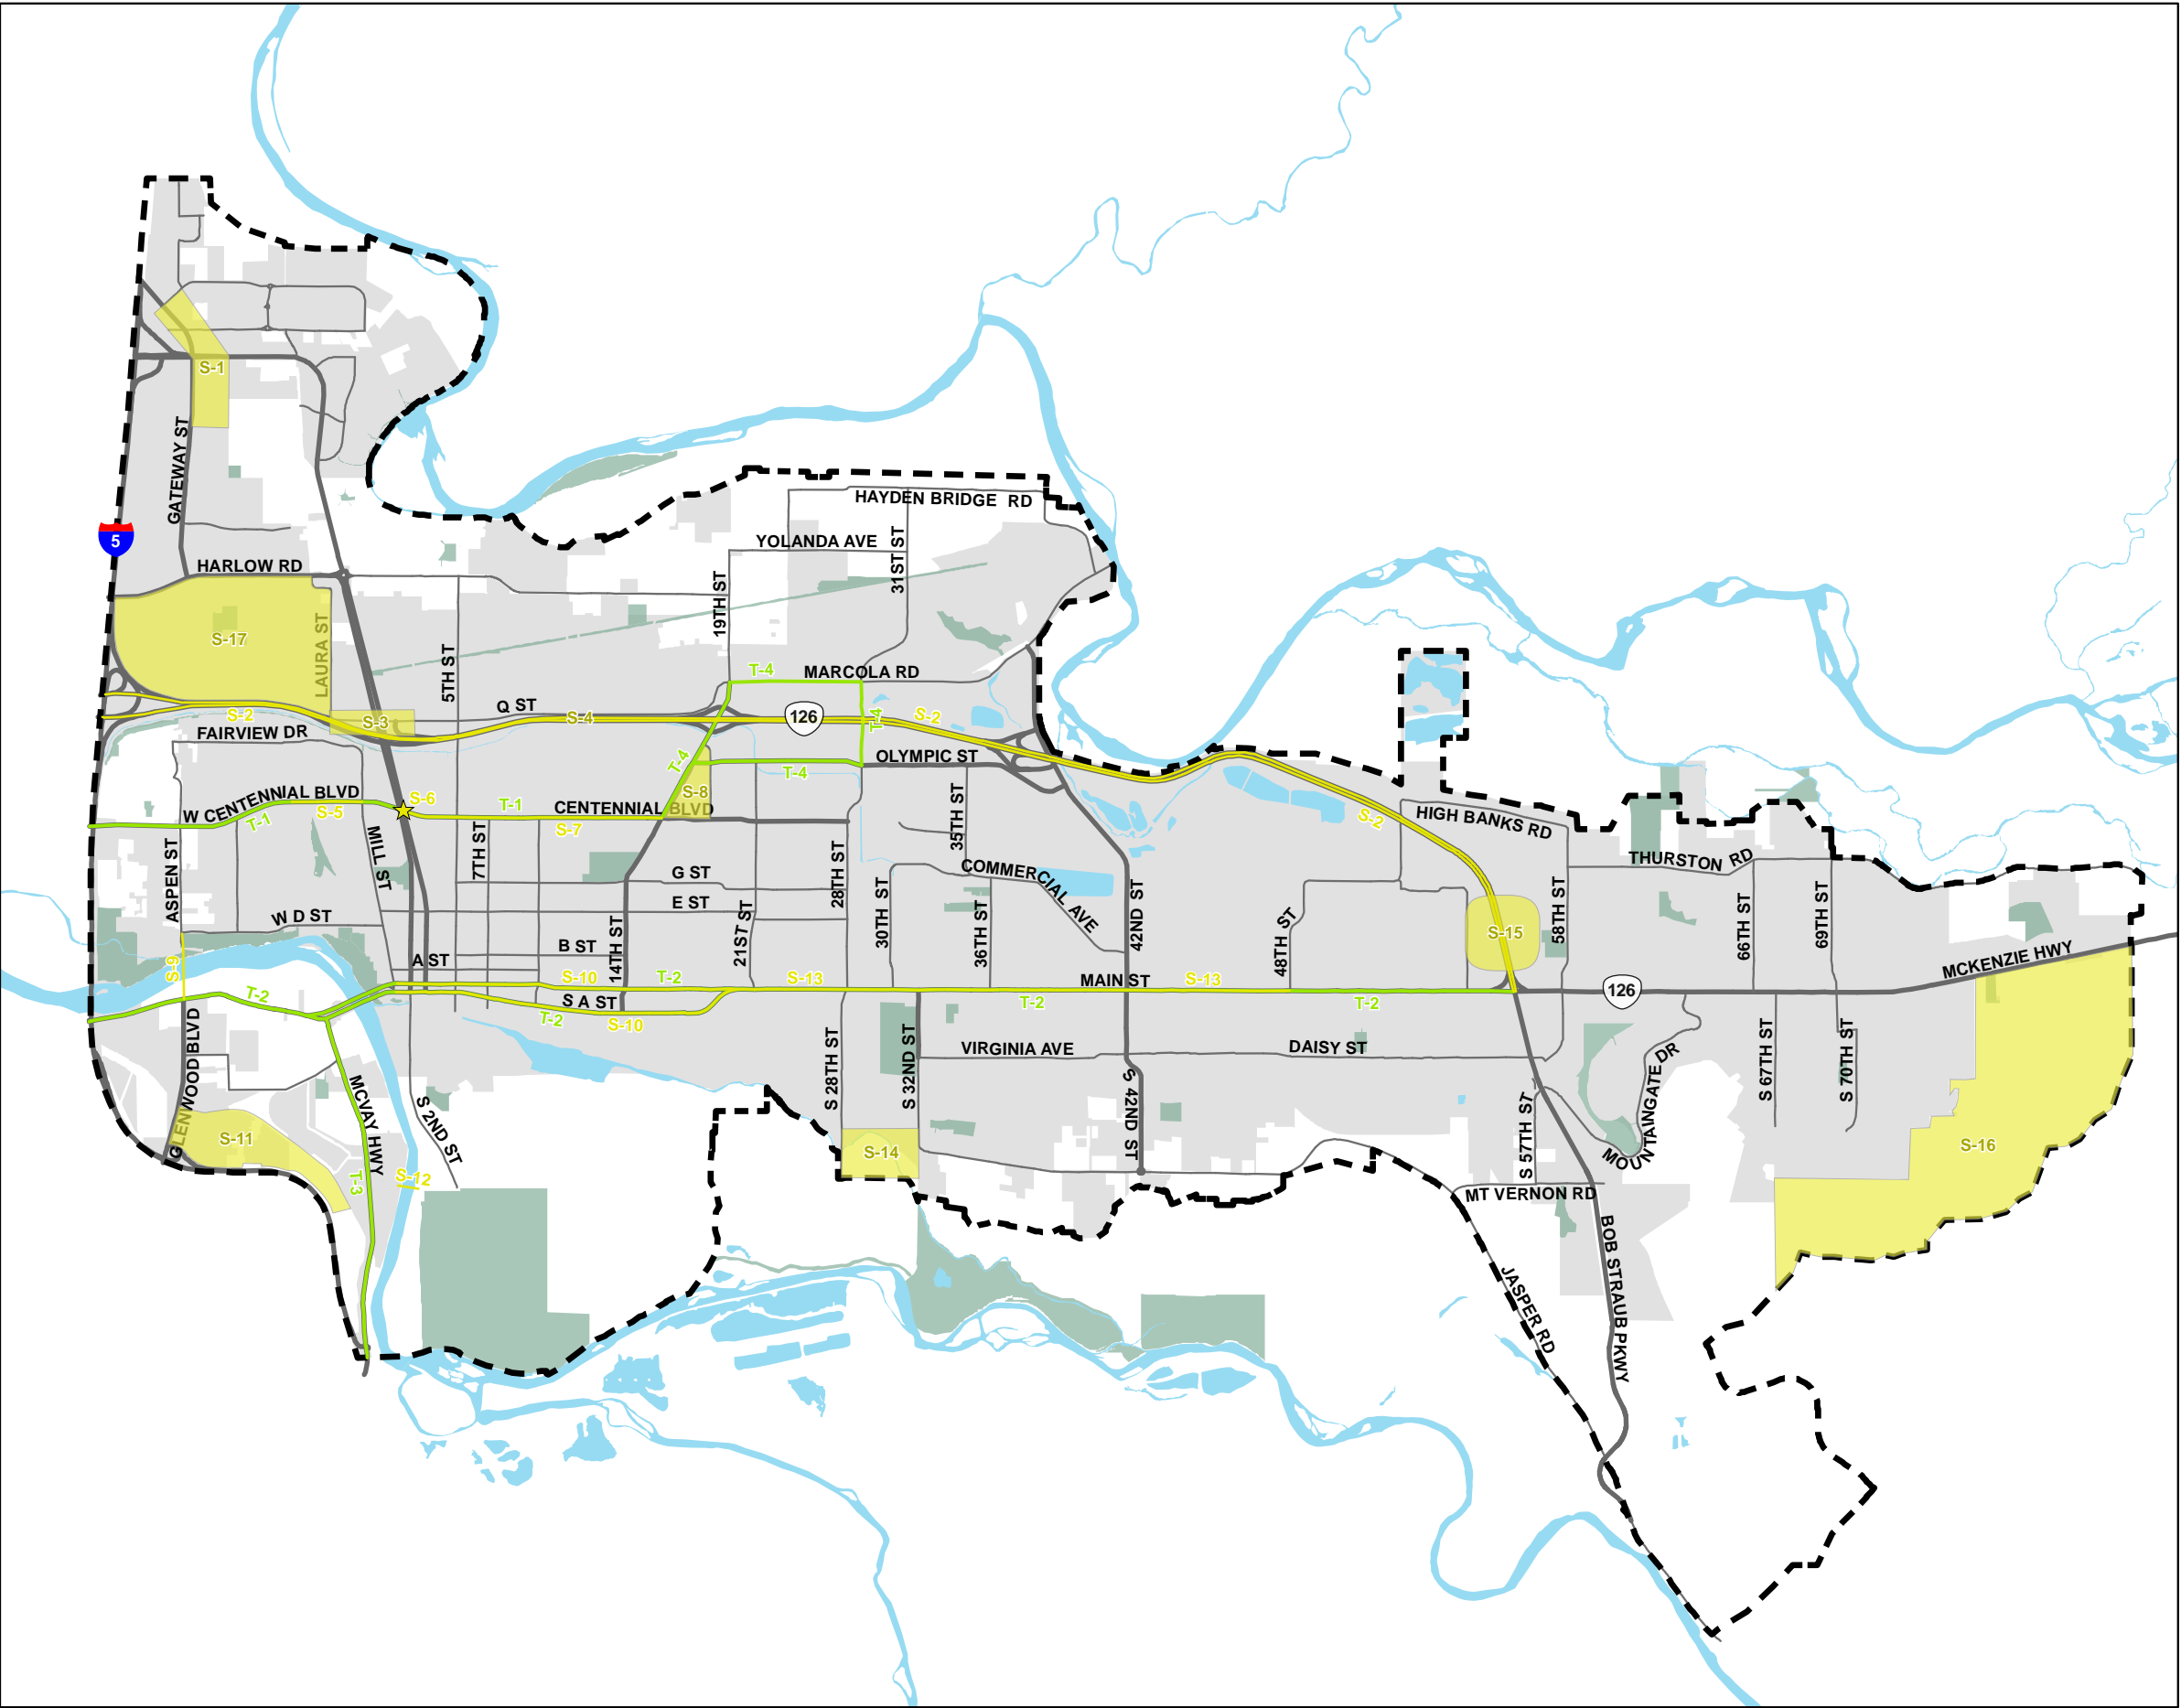 S-1
GATEWAY ST
5
HARLOW RD
HAYDEN BRIDGE RD
YOLANDA AVE
31ST ST
19TH ST
S-17
LAURA ST
5TH ST
T-4
MARCOLA RD
Q ST
S-2
S-3
S-4
126
T-4
S-2
FAIRVIEW DR
OLYMPIC ST
T-4
T-4
W CENTENNIAL BLVD
S-6
T-1
CENTENNIAL BLVD
S-8
T-1
S-5
S-7
S-2
HIGH BANKS RD
35TH ST
MILL ST
ASPEN ST
7TH ST
G ST
28TH ST
COMMERCIAL AVE
THURSTON RD
E ST
W D ST
14TH ST
21ST ST
30TH ST
36TH ST
42ND ST
48TH ST
S-15
58TH ST
66TH ST
69TH ST
B ST
A ST
S-9
S-10
T-2
S-13
MAIN ST
S-13
MCKENZIE HWY
T-2
S A ST
T-2
S-10
T-2
T-2
126
GLENWOOD BLVD
VIRGINIA AVE
DAISY ST
S 28TH ST
S 32ND ST
S 42ND ST
S 57TH ST
MOUNTAINGATE DR
S 67TH ST
S 70TH ST
MCVAY HWY
S 2ND ST
S-11
S-14
S-16
T-3
S-12
MT VERNON RD
BOB STRAUB PKWY
JASPER RD